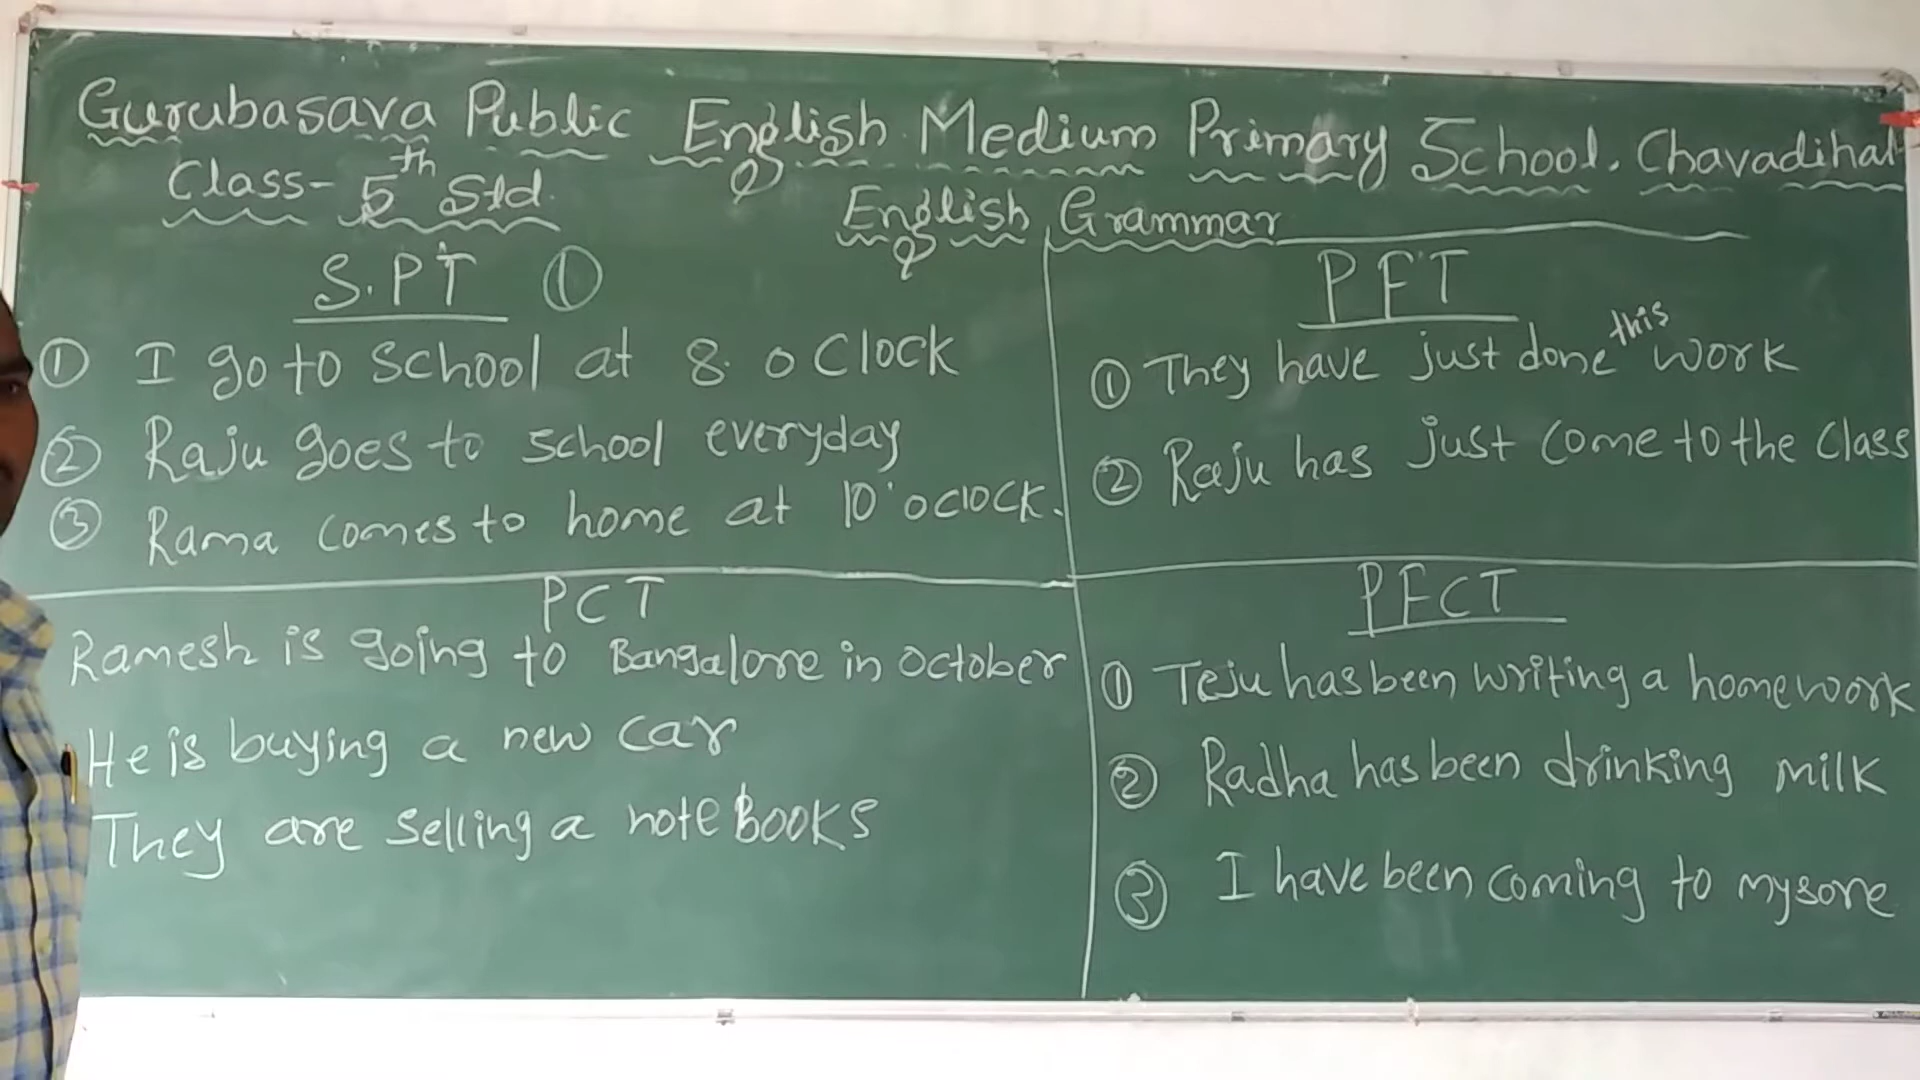 Gurubasava Public English Medium Primary School. Chavadihal
Class- 5th Std.
English Grammar
S.PT ①
① I go to school at 8. o clock
② Raju goes to school everyday
③ Rama comes to home at 10'oclock.
PFT
① They have just done this work
② Raju has just come to the class
PCT
Ramesh is going to Bangalore in october
He is buying a new car
They are selling a note Books
PFCT
① Teju has been writing a homework
② Radha has been drinking milk
③ I have been coming to mysore